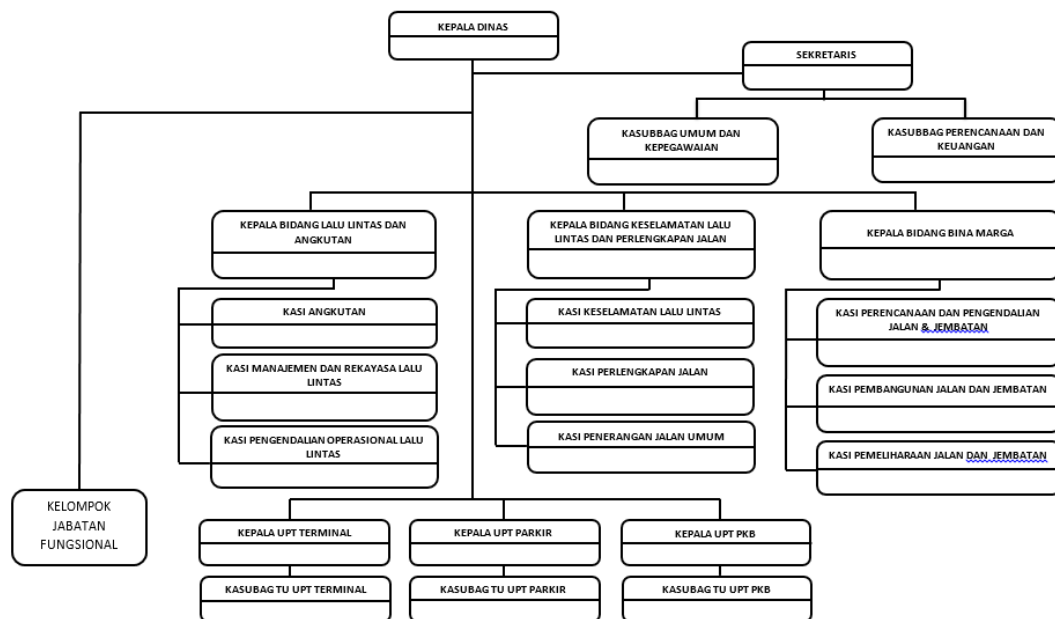 KEPALA DINAS
SEKRETARIS
KASUBBAG UMUM DAN
KEPEGAWAIAN
KASUBBAG PERENCANAAN DAN
KEUANGAN
KEPALA BIDANG LALU LINTAS DAN
ANGKUTAN
KEPALA BIDANG KESELAMATAN LALU
LINTAS DAN PERLENGKAPAN JALAN
KEPALA BIDANG BINA MARGA
KASI ANGKUTAN
KASI MANAJEMEN DAN REKAYASA LALU
LINTAS
KASI PENGENDALIAN OPERASIONAL LALU
LINTAS
KASI KESELAMATAN LALU LINTAS
KASI PERLENGKAPAN JALAN
KASI PENERANGAN JALAN UMUM
KASI PERENCANAAN DAN PENGENDALIAN
JALAN & JEMBATAN
KASI PEMBANGUNAN JALAN DAN JEMBATAN
KASI PEMELIHARAAN JALAN DAN JEMBATAN
KELOMPOK
JABATAN
FUNGSIONAL
KEPALA UPT TERMINAL
KEPALA UPT PARKIR
KEPALA UPT PKB
KASUBAG TU UPT TERMINAL
KASUBAG TU UPT PARKIR
KASUBAG TU UPT PKB